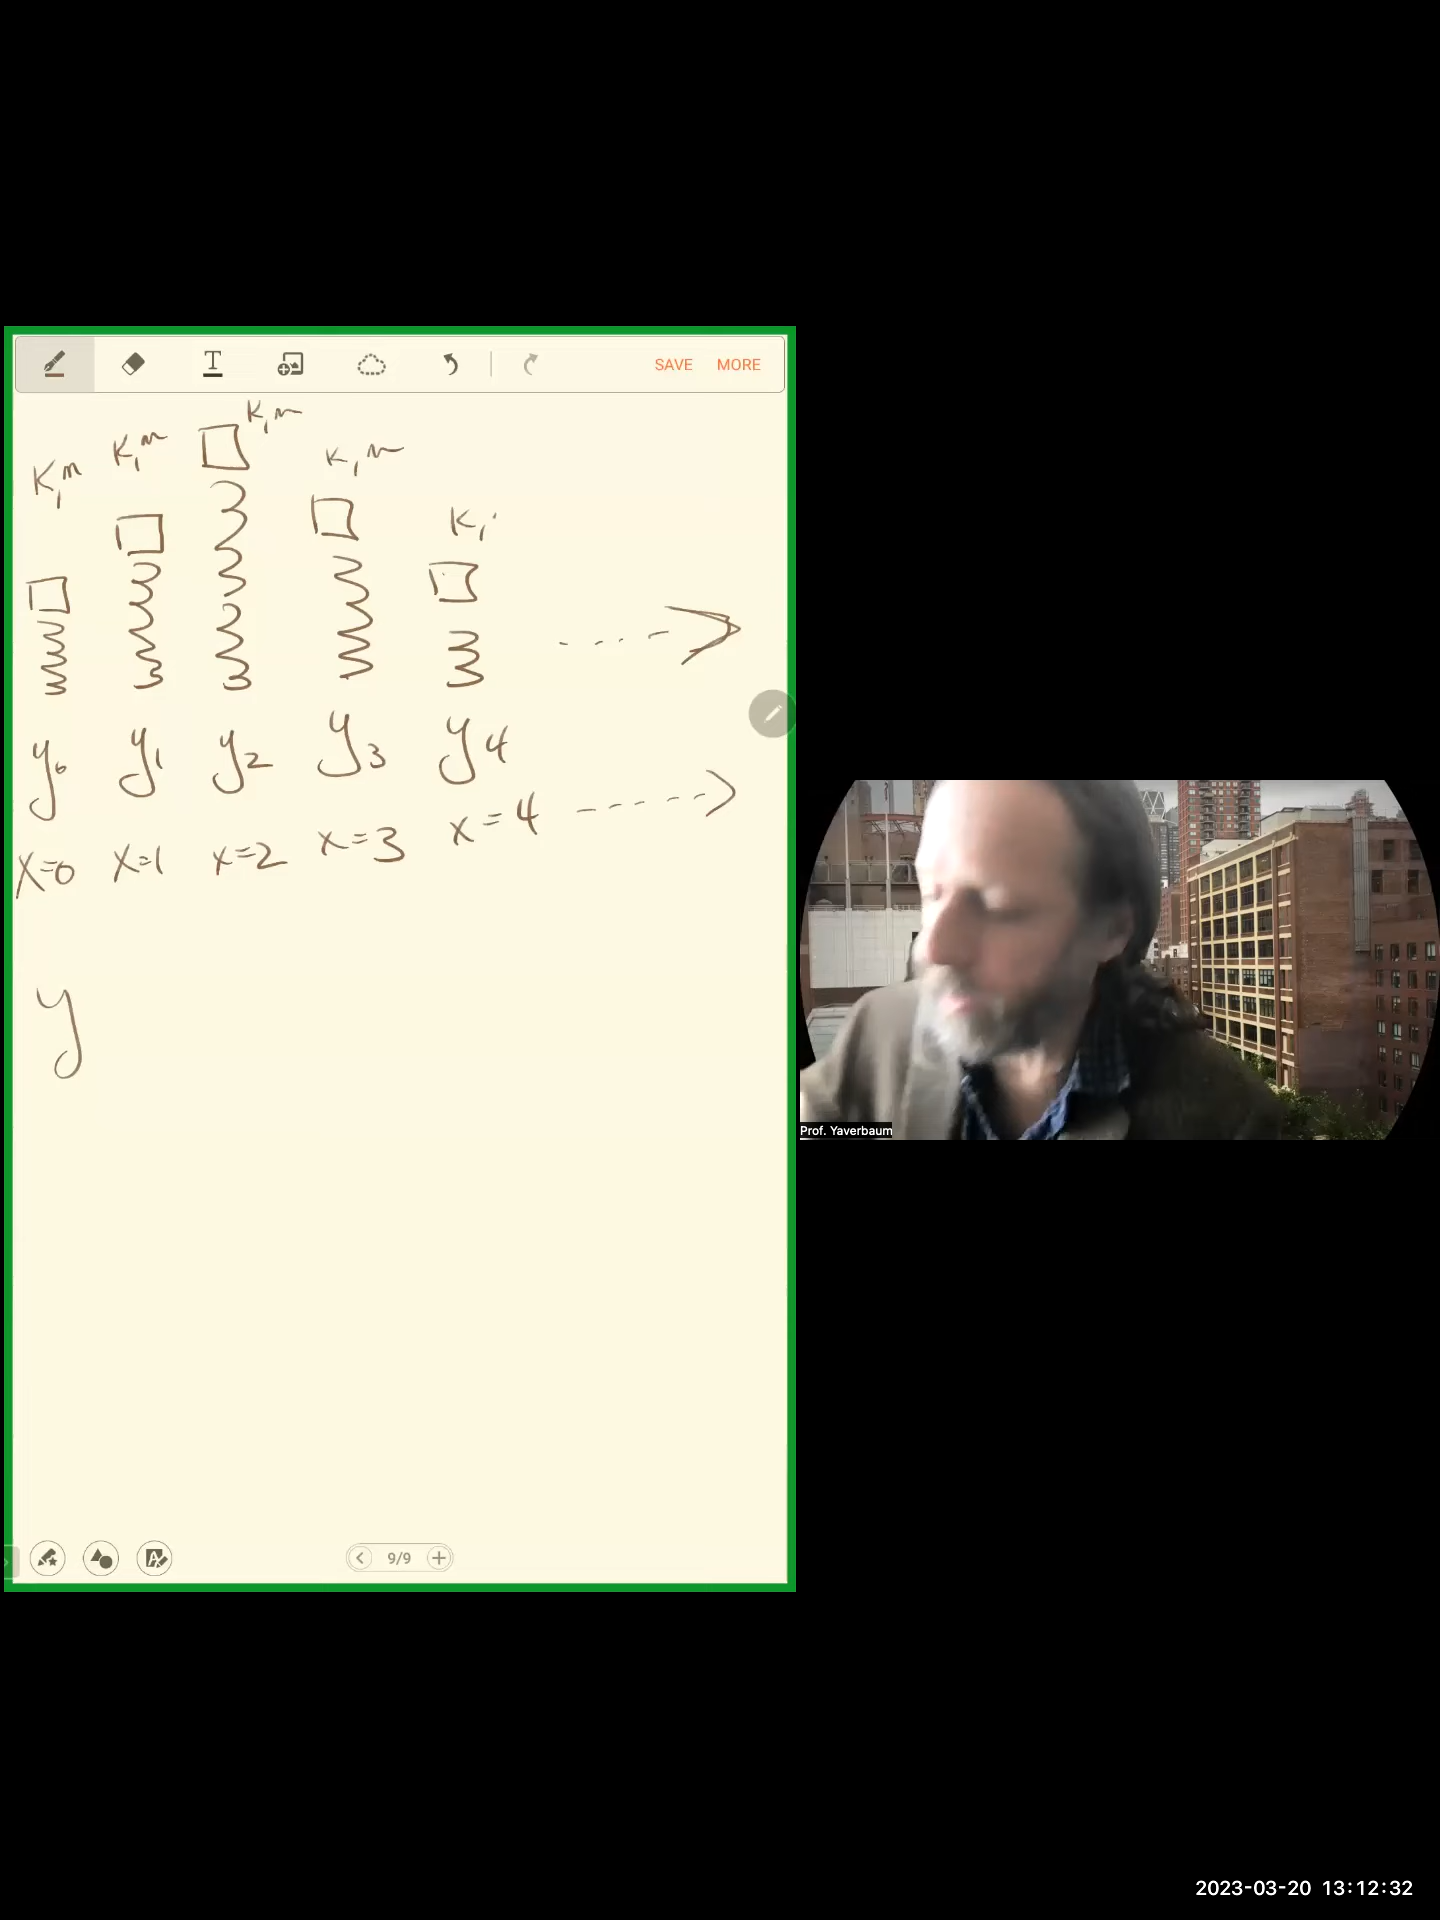 T
SAVE MORE
K,m K,m K,m K,m K,
y0 y1 y2 y3 y4
x=0 x=1 x=2 x=3 x=4
y
9/9
Prof. Yaverbaum
2023-03-20 13:12:32